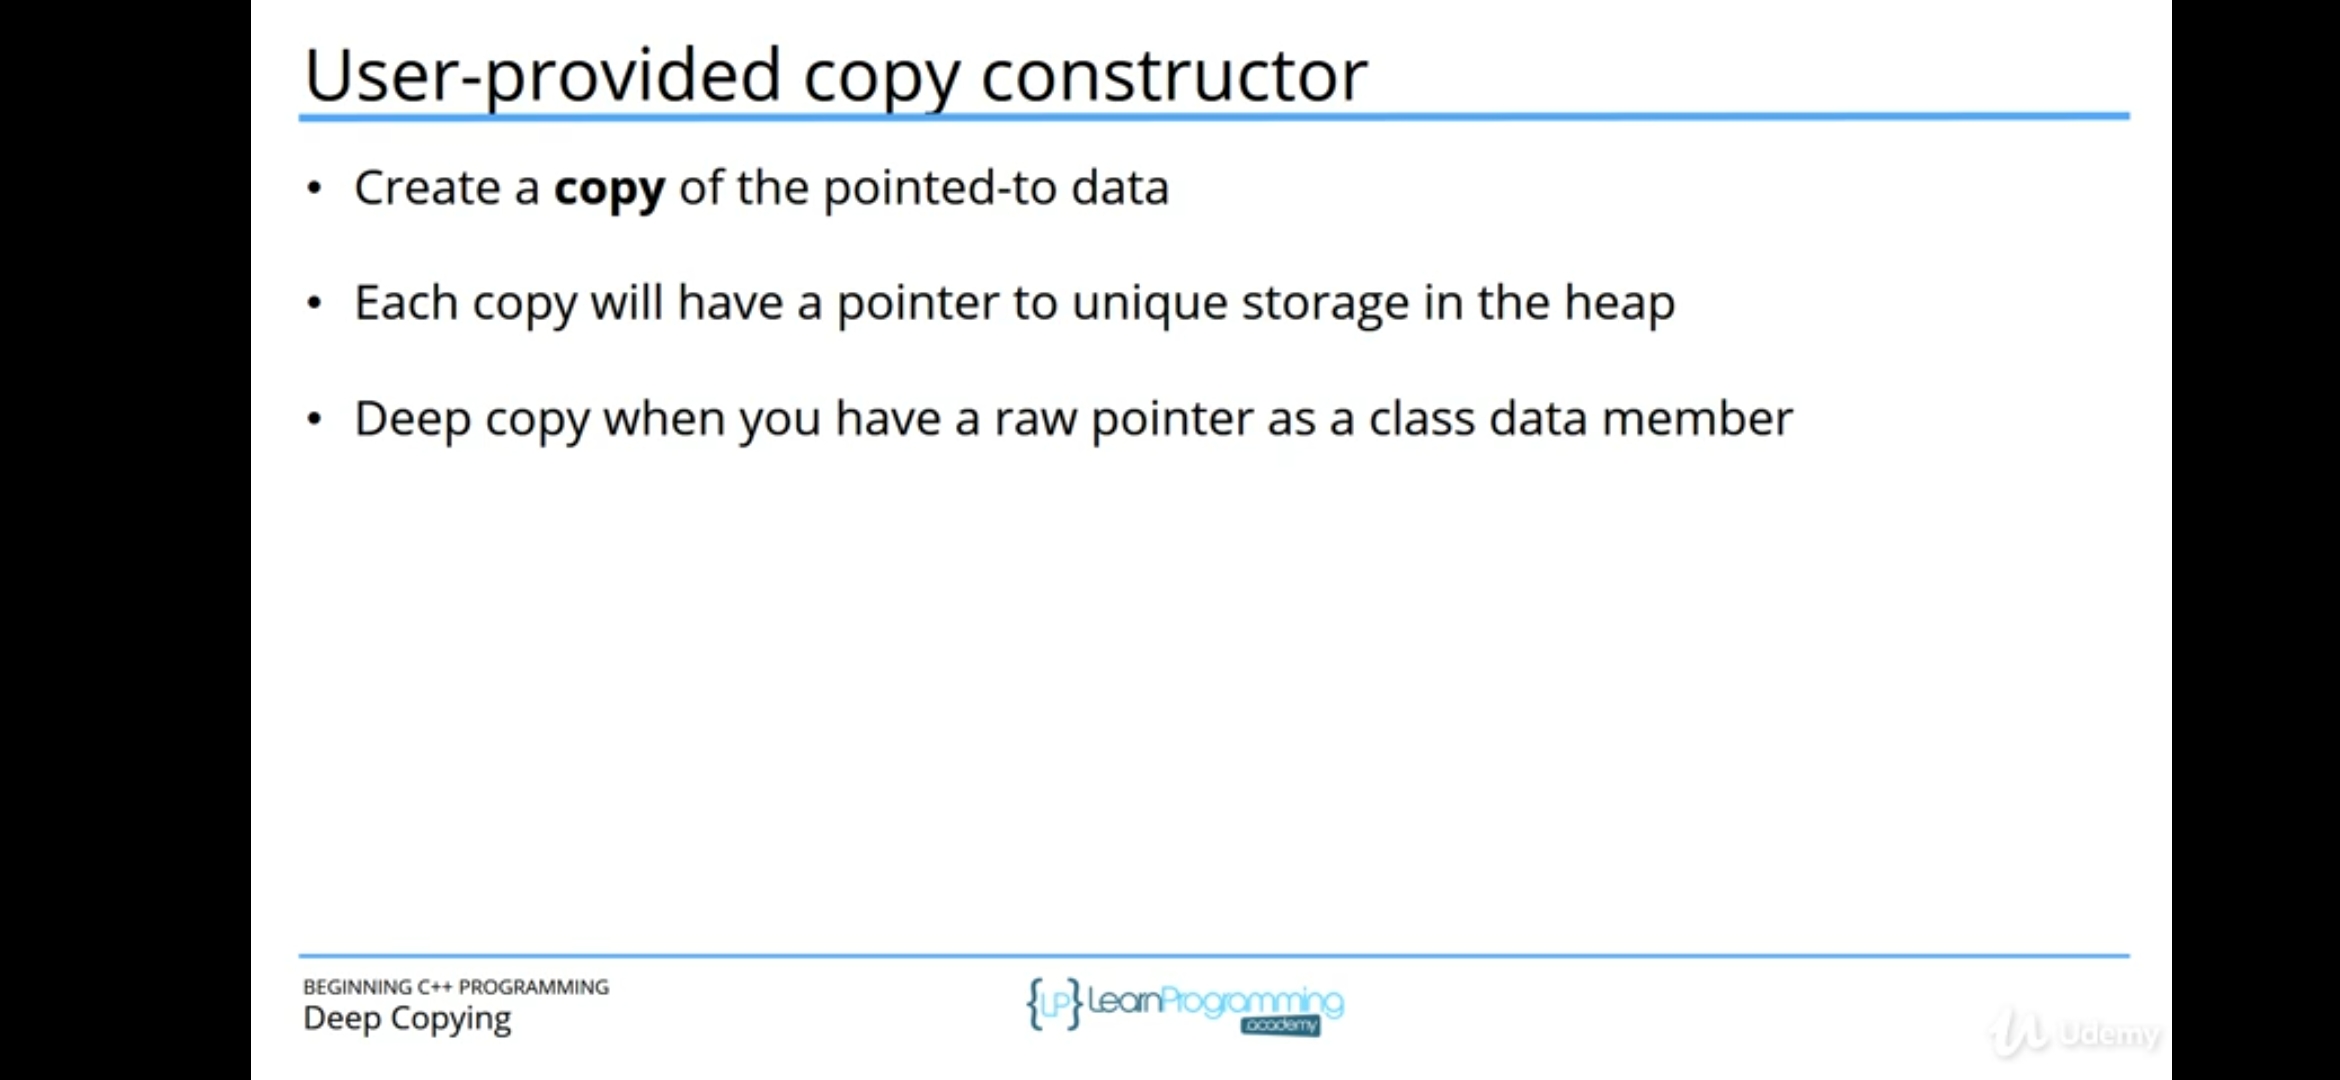 User-provided copy constructor
• Create a copy of the pointed-to data
• Each copy will have a pointer to unique storage in the heap
• Deep copy when you have a raw pointer as a class data member
BEGINNING C++ PROGRAMMING
Deep Copying
{LP} LearnProgramming
academy
Udemy